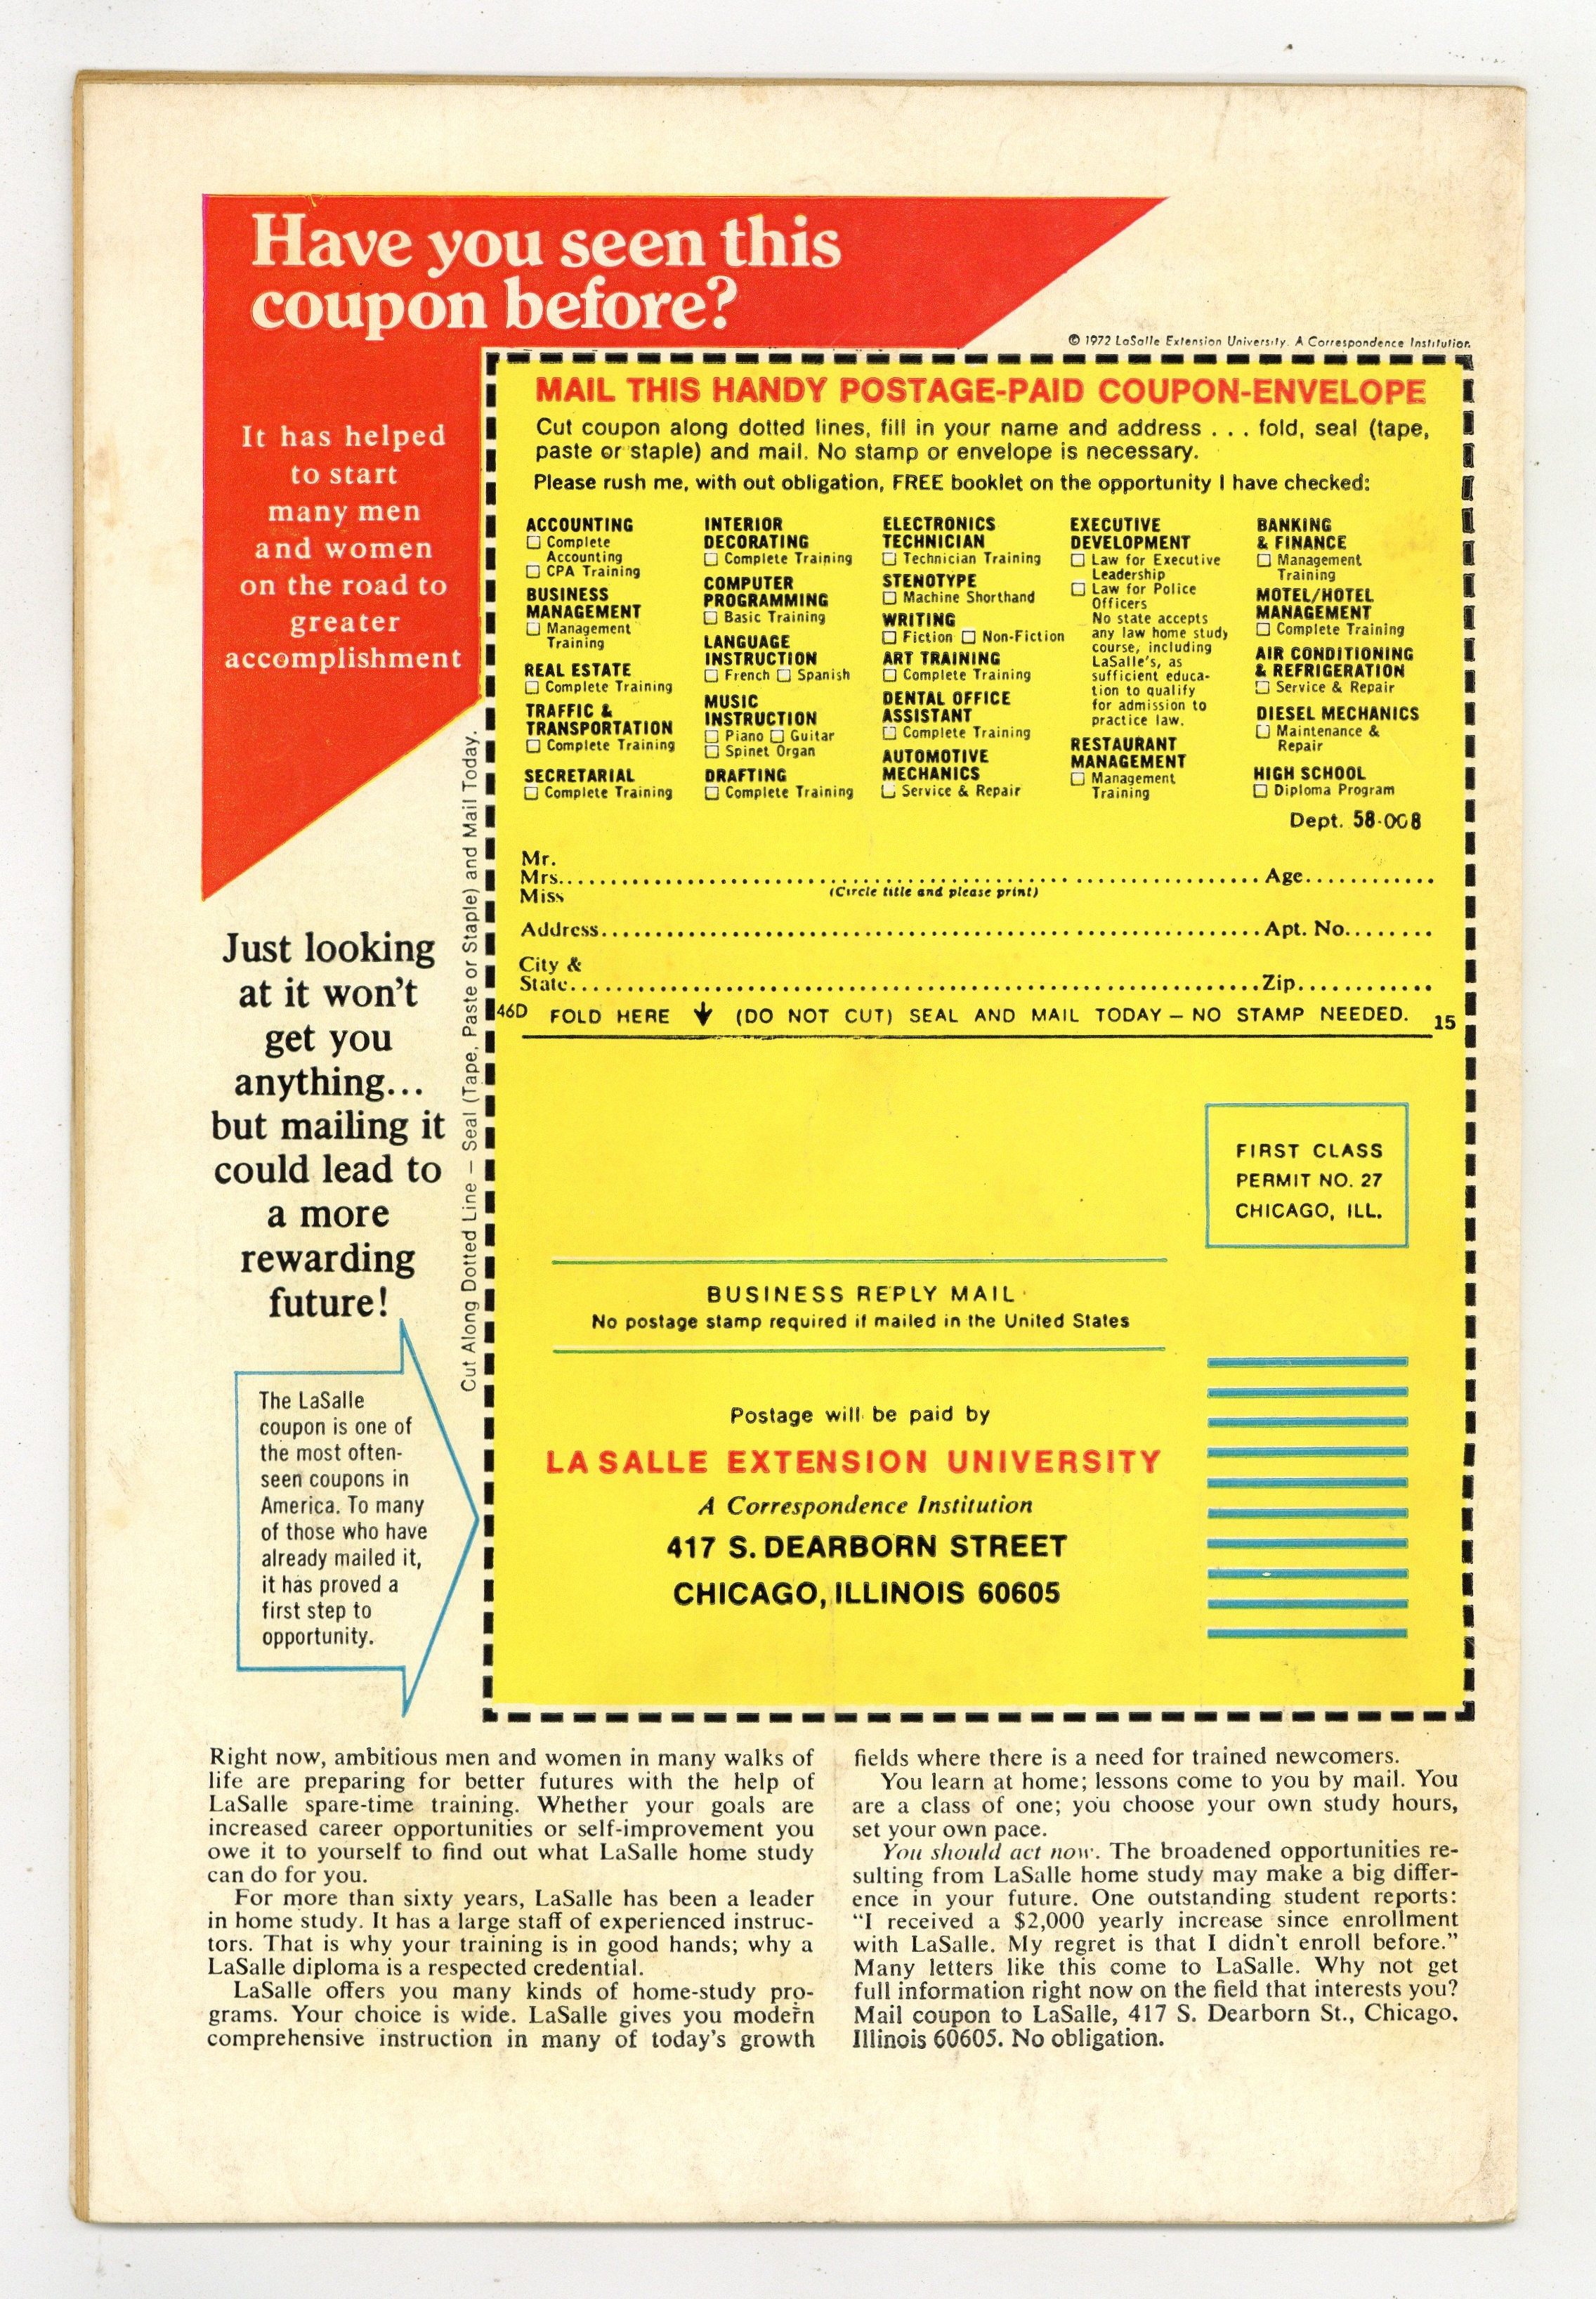 Have you seen this
coupon before?
It has helped
to start
many men
and women
on the road to
greater
accomplishment
Just looking
at it won't
get you
anything...
but mailing it
could lead to
a more
rewarding
future!
The LaSalle
coupon is one of
the most often-
seen coupons in
America. To many
of those who have
already mailed it,
it has proved a
first step to
opportunity.
Cut Along Dotted Line — Seal (Tape, Paste or Staple) and Mail Today.
© 1972 LaSalle Extension University. A Correspondence Institution.
MAIL THIS HANDY POSTAGE-PAID COUPON-ENVELOPE
Cut coupon along dotted lines, fill in your name and address . . . fold, seal (tape,
paste or staple) and mail. No stamp or envelope is necessary.
Please rush me, with out obligation, FREE booklet on the opportunity I have checked:
ACCOUNTING
☐ Complete
Accounting
☐ CPA Training
BUSINESS
MANAGEMENT
☐ Management
Training
REAL ESTATE
☐ Complete Training
TRAFFIC &
TRANSPORTATION
☐ Complete Training
SECRETARIAL
☐ Complete Training
INTERIOR
DECORATING
☐ Complete Training
COMPUTER
PROGRAMMING
☐ Basic Training
LANGUAGE
INSTRUCTION
☐ French ☐ Spanish
MUSIC
INSTRUCTION
☐ Piano ☐ Guitar
☐ Spinet Organ
DRAFTING
☐ Complete Training
ELECTRONICS
TECHNICIAN
☐ Technician Training
STENOTYPE
☐ Machine Shorthand
WRITING
☐ Fiction ☐ Non-Fiction
ART TRAINING
☐ Complete Training
DENTAL OFFICE
ASSISTANT
☐ Complete Training
AUTOMOTIVE
MECHANICS
☐ Service & Repair
EXECUTIVE
DEVELOPMENT
☐ Law for Executive
Leadership
☐ Law for Police
Officers
No state accepts
any law home study
course, including
LaSalle's, as
sufficient educa-
tion to qualify
for admission to
practice law.
RESTAURANT
MANAGEMENT
☐ Management
Training
BANKING
& FINANCE
☐ Management
Training
MOTEL/HOTEL
MANAGEMENT
☐ Complete Training
AIR CONDITIONING
& REFRIGERATION
☐ Service & Repair
DIESEL MECHANICS
☐ Maintenance &
Repair
HIGH SCHOOL
☐ Diploma Program
Dept. 58-008
Mr.
Mrs. Age
Miss (Circle title and please print)
Address Apt. No.
City &
State Zip
46D FOLD HERE ↓ (DO NOT CUT) SEAL AND MAIL TODAY — NO STAMP NEEDED. 15
FIRST CLASS
PERMIT NO. 27
CHICAGO, ILL.
BUSINESS REPLY MAIL
No postage stamp required if mailed in the United States
Postage will be paid by
LA SALLE EXTENSION UNIVERSITY
A Correspondence Institution
417 S. DEARBORN STREET
CHICAGO, ILLINOIS 60605
Right now, ambitious men and women in many walks of
life are preparing for better futures with the help of
LaSalle spare-time training. Whether your goals are
increased career opportunities or self-improvement you
owe it to yourself to find out what LaSalle home study
can do for you.
For more than sixty years, LaSalle has been a leader
in home study. It has a large staff of experienced instruc-
tors. That is why your training is in good hands; why a
LaSalle diploma is a respected credential.
LaSalle offers you many kinds of home-study pro-
grams. Your choice is wide. LaSalle gives you modern
comprehensive instruction in many of today's growth
fields where there is a need for trained newcomers.
You learn at home; lessons come to you by mail. You
are a class of one; you choose your own study hours,
set your own pace.
You should act now. The broadened opportunities re-
sulting from LaSalle home study may make a big differ-
ence in your future. One outstanding student reports:
"I received a $2,000 yearly increase since enrollment
with LaSalle. My regret is that I didn't enroll before."
Many letters like this come to LaSalle. Why not get
full information right now on the field that interests you?
Mail coupon to LaSalle, 417 S. Dearborn St., Chicago,
Illinois 60605. No obligation.